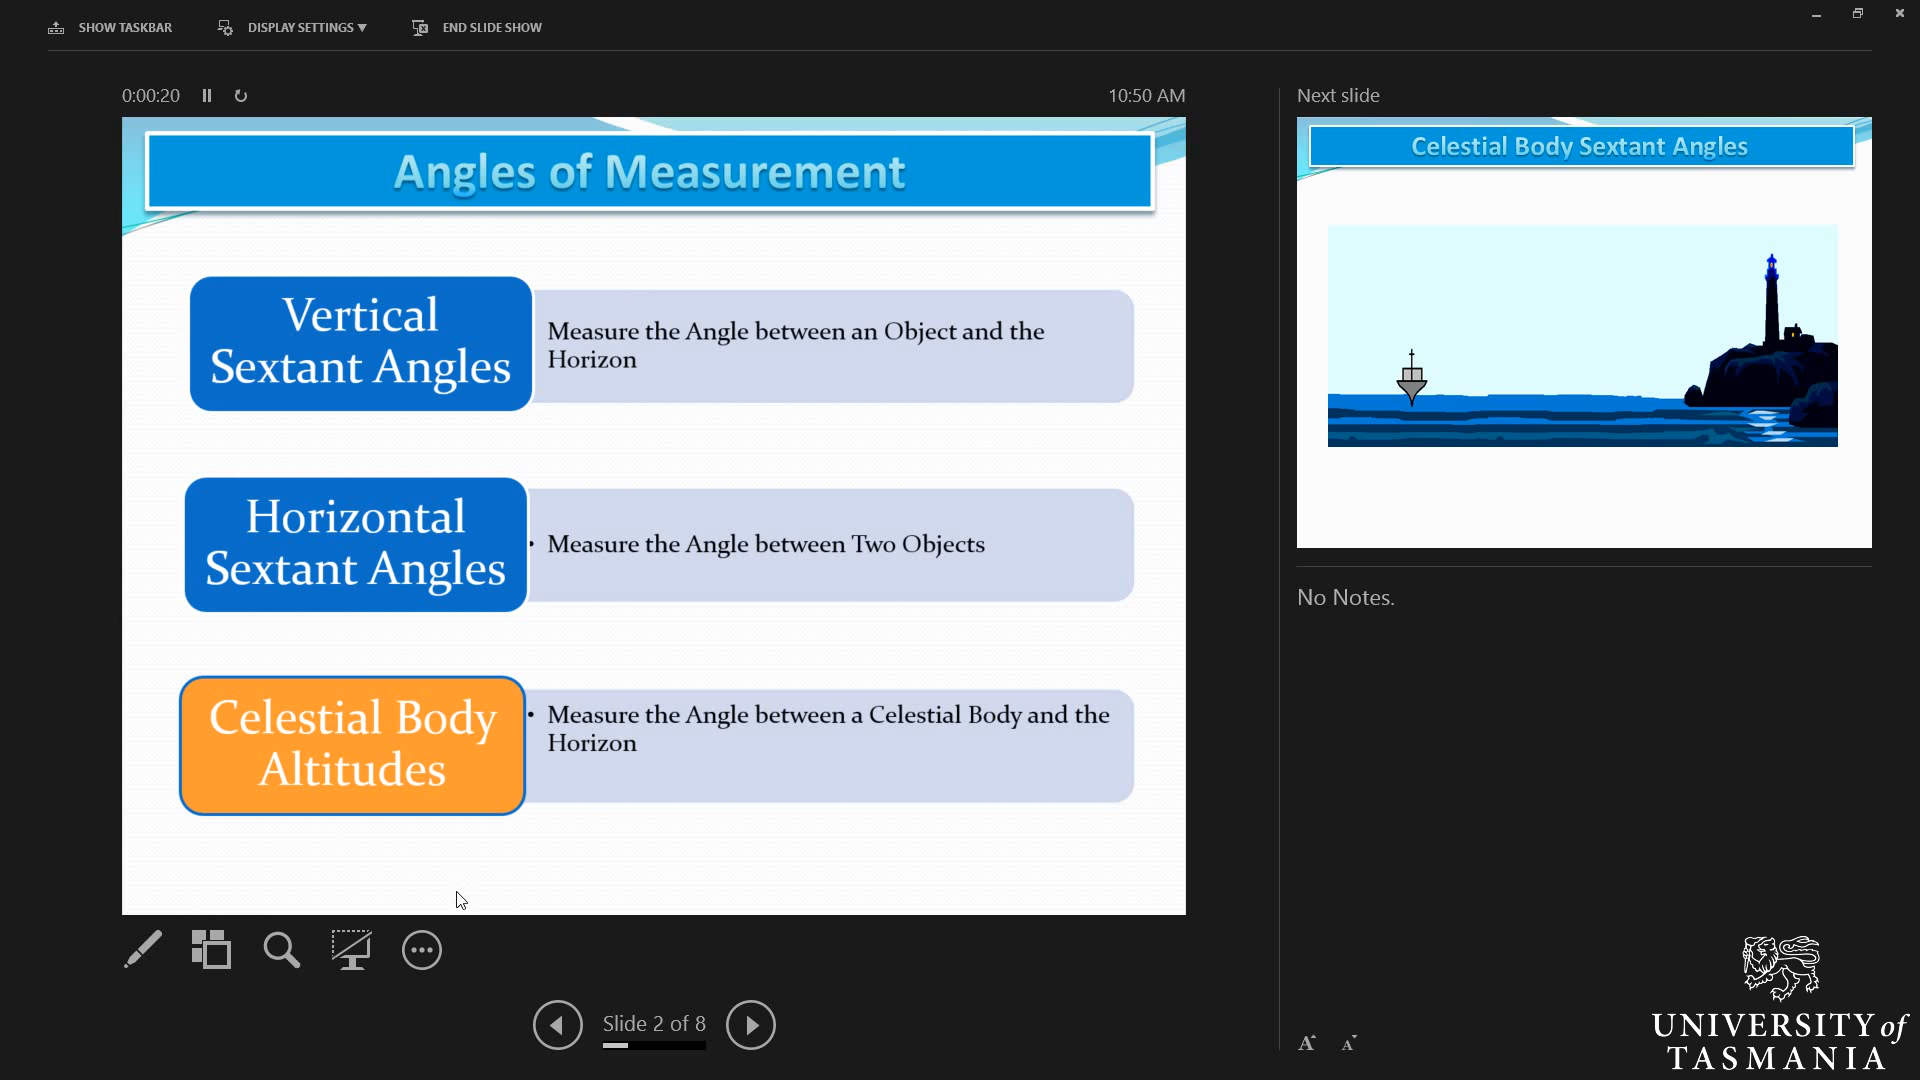 SHOW TASKBAR
DISPLAY SETTINGS
END SLIDE SHOW
0:00:20
10:50 AM
Angles of Measurement
Vertical
Sextant Angles
Measure the Angle between an Object and the
Horizon
Horizontal
Sextant Angles
• Measure the Angle between Two Objects
Celestial Body
Altitudes
• Measure the Angle between a Celestial Body and the
Horizon
Slide 2 of 8
Next slide
Celestial Body Sextant Angles
No Notes.
A A
UNIVERSITY of
TASMANIA